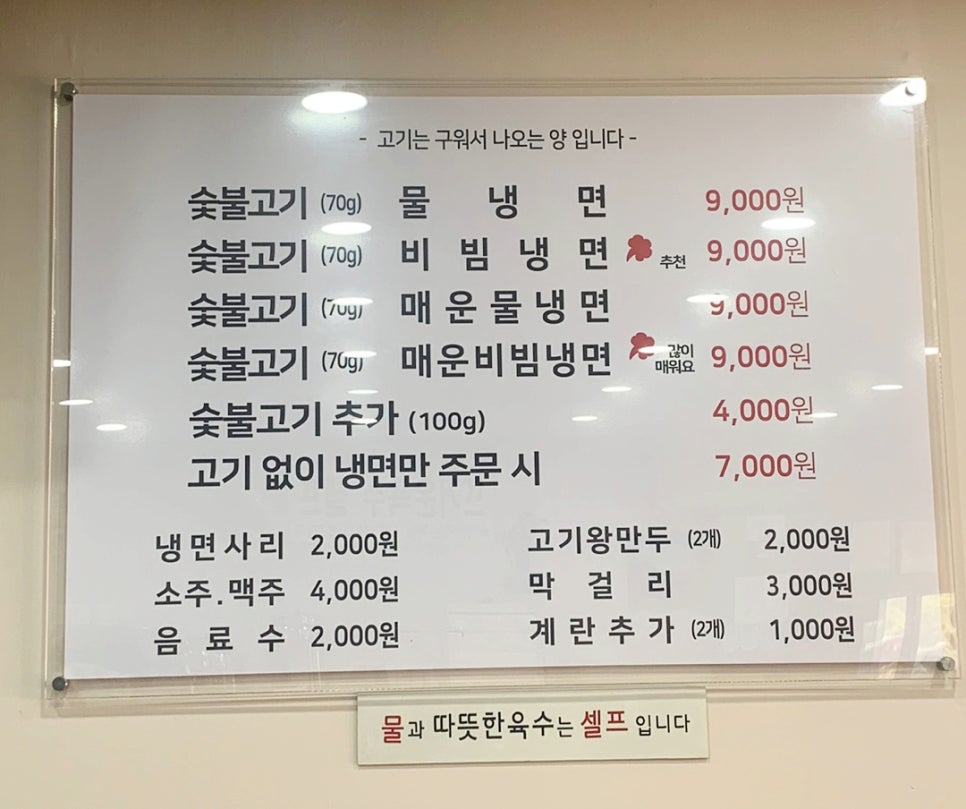 - 고기는 구워서 나오는 양 입니다 -
숯불고기 (70g) 물 냉 면 9,000원
숯불고기 (70g) 비 빔 냉 면 추천 9,000원
숯불고기 (70g) 매 운 물 냉 면 9,000원
숯불고기 (70g) 매운비빔냉면 많이 매워요 9,000원
숯불고기 추가 (100g) 4,000원
고기 없이 냉면만 주문 시 7,000원
냉면사리 2,000원 고기왕만두 (2개) 2,000원
소주.맥주 4,000원 막 걸 리 3,000원
음 료 수 2,000원 계 란 추 가 (2개) 1,000원
물과 따뜻한육수는 셀프 입니다